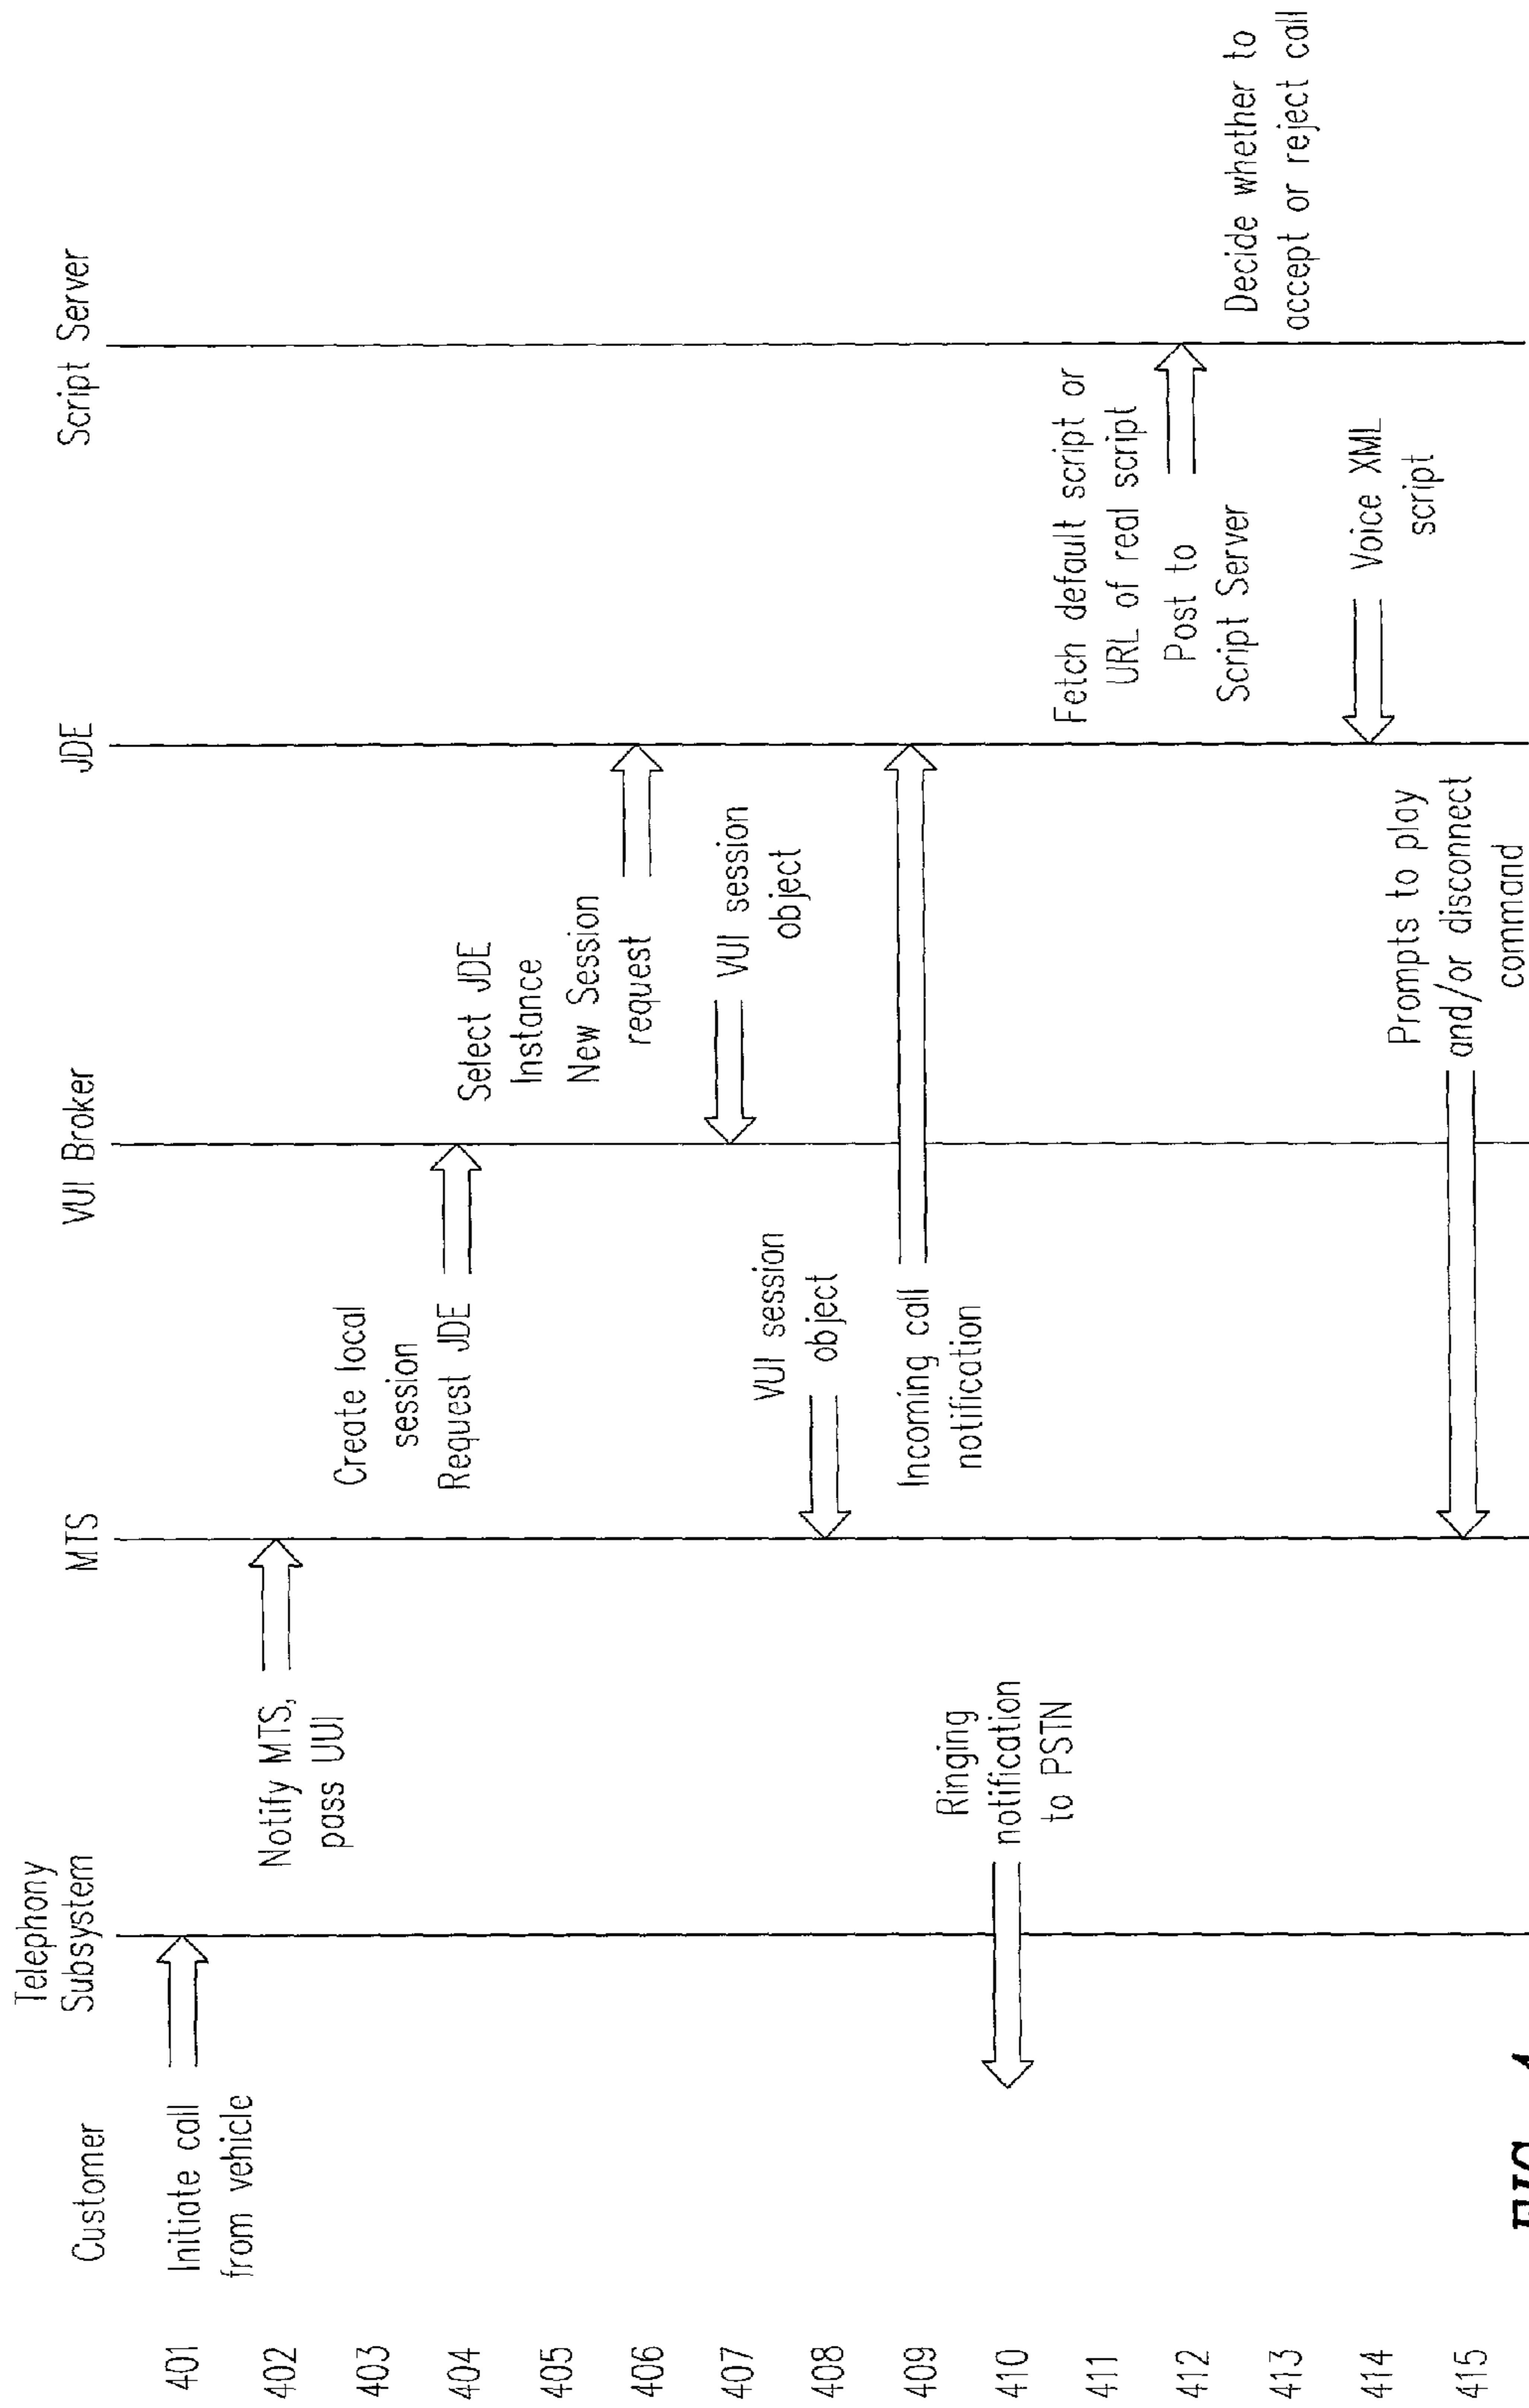 Customer
Telephony
Subsystem
MTS
VUI Broker
JDE
Script Server
401
Initiate call
from vehicle
402
Notify MTS,
pass UUI
403
Create local
session
404
Request JDE
405
Select JDE
Instance
406
New Session
request
407
VUI session
object
408
VUI session
object
409
Incoming call
notification
410
Ringing
notification
to PSTN
411
Fetch default script or
URL of real script
412
Post to
Script Server
413
Decide whether to
accept or reject call
414
Voice XML
script
415
Prompts to play
and/or disconnect
command